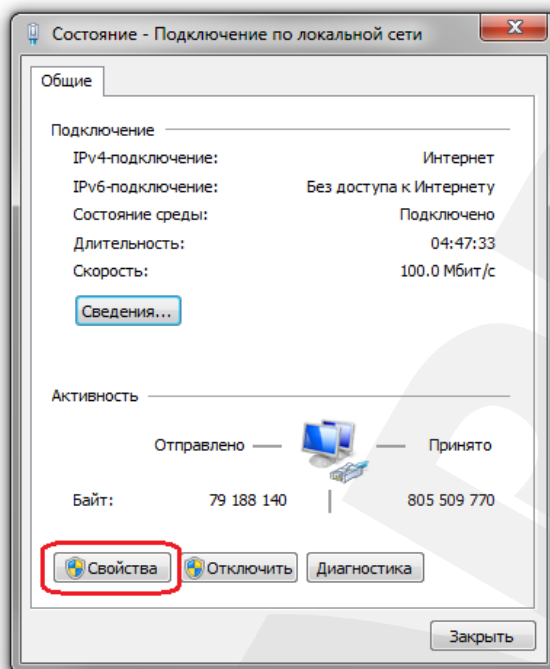 Состояние - Подключение по локальной сети
Общие
Подключение
IPv4-подключение: Интернет
IPv6-подключение: Без доступа к Интернету
Состояние среды: Подключено
Длительность: 04:47:33
Скорость: 100.0 Мбит/с
Сведения...
Активность
Отправлено — Принято
Байт: 79 188 140 | 805 509 770
Свойства Отключить Диагностика
Закрыть